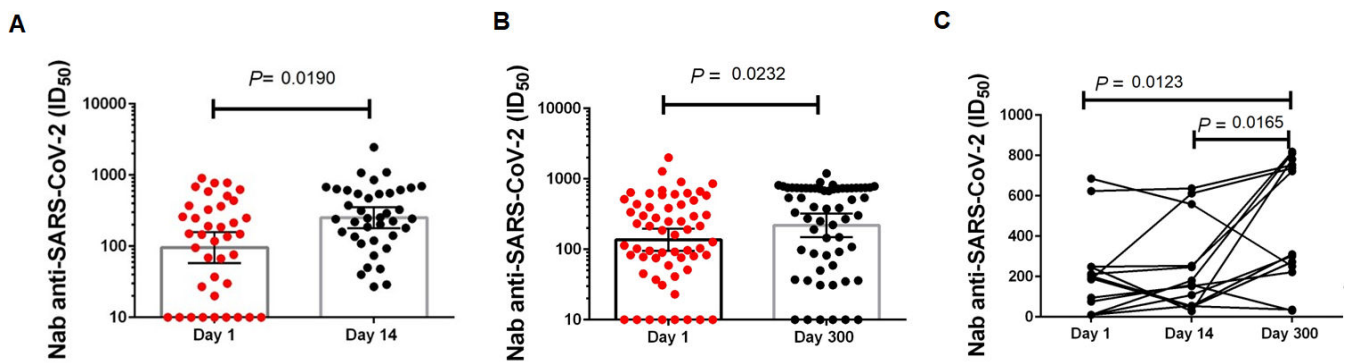 A
Nab anti-SARS-CoV-2 (ID50)
P= 0.0190
10000
1000
100
10
Day 1
Day 14
B
Nab anti-SARS-CoV-2 (ID50)
P = 0.0232
10000
1000
100
10
Day 1
Day 300
C
Nab anti-SARS-CoV-2 (ID50)
P = 0.0123
P = 0.0165
1000
800
600
400
200
0
Day 1
Day 14
Day 300